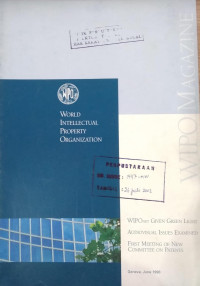 WIPO MAGAZINE
WIPO
WORLD
INTELLECTUAL
PROPERTY
ORGANIZATION
PERPUSTAKAAN
WIPONET GIVEN GREEN LIGHT
AUDIOVISUAL ISSUES EXAMINED
FIRST MEETING OF NEW
COMMITTEE ON PATENTS
Geneva, June 1998